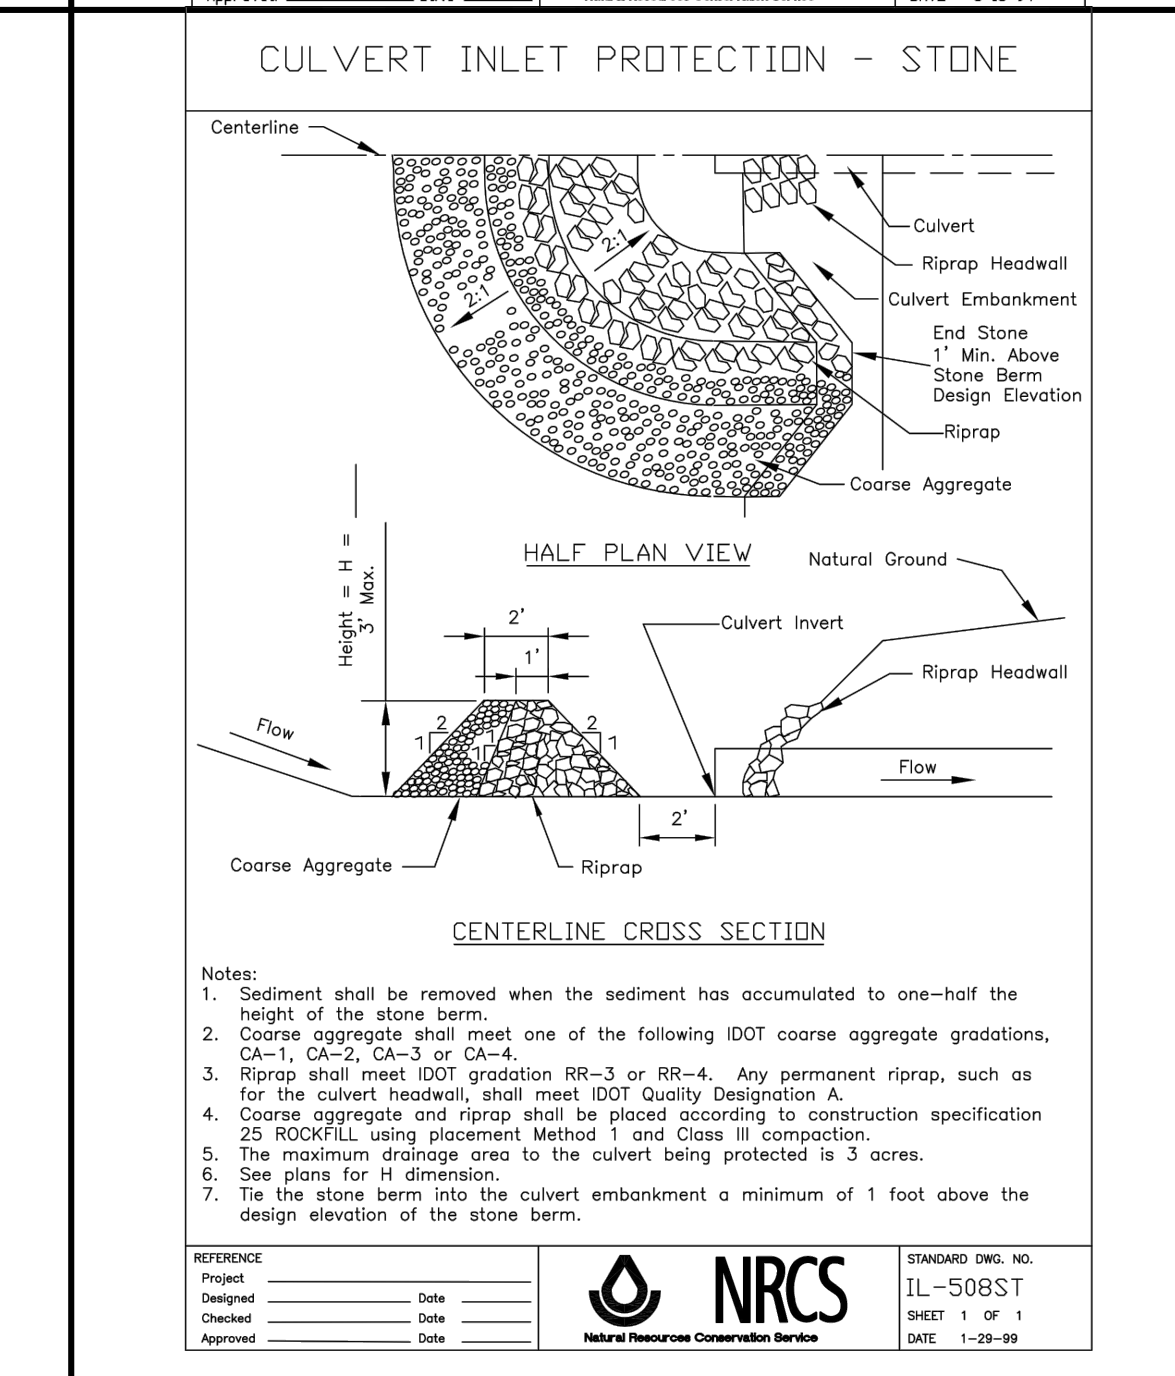 CULVERT INLET PROTECTION - STONE
Centerline
2:1
2:1
Culvert
Riprap Headwall
Culvert Embankment
End Stone
1' Min. Above
Stone Berm
Design Elevation
Riprap
Coarse Aggregate
HALF PLAN VIEW
Height = H =
3' Max.
Natural Ground
2'
Culvert Invert
1'
Riprap Headwall
Flow
2
1
1
2
1
Flow
2'
Coarse Aggregate
Riprap
CENTERLINE CROSS SECTION
Notes:
1. Sediment shall be removed when the sediment has accumulated to one-half the
height of the stone berm.
2. Coarse aggregate shall meet one of the following IDOT coarse aggregate gradations,
CA-1, CA-2, CA-3 or CA-4.
3. Riprap shall meet IDOT gradation RR-3 or RR-4. Any permanent riprap, such as
for the culvert headwall, shall meet IDOT Quality Designation A.
4. Coarse aggregate and riprap shall be placed according to construction specification
25 ROCKFILL using placement Method 1 and Class III compaction.
5. The maximum drainage area to the culvert being protected is 3 acres.
6. See plans for H dimension.
7. Tie the stone berm into the culvert embankment a minimum of 1 foot above the
design elevation of the stone berm.
REFERENCE
Project
Designed Date
Checked Date
Approved Date
NRCS
Natural Resources Conservation Service
STANDARD DWG. NO.
IL-508ST
SHEET 1 OF 1
DATE 1-29-99